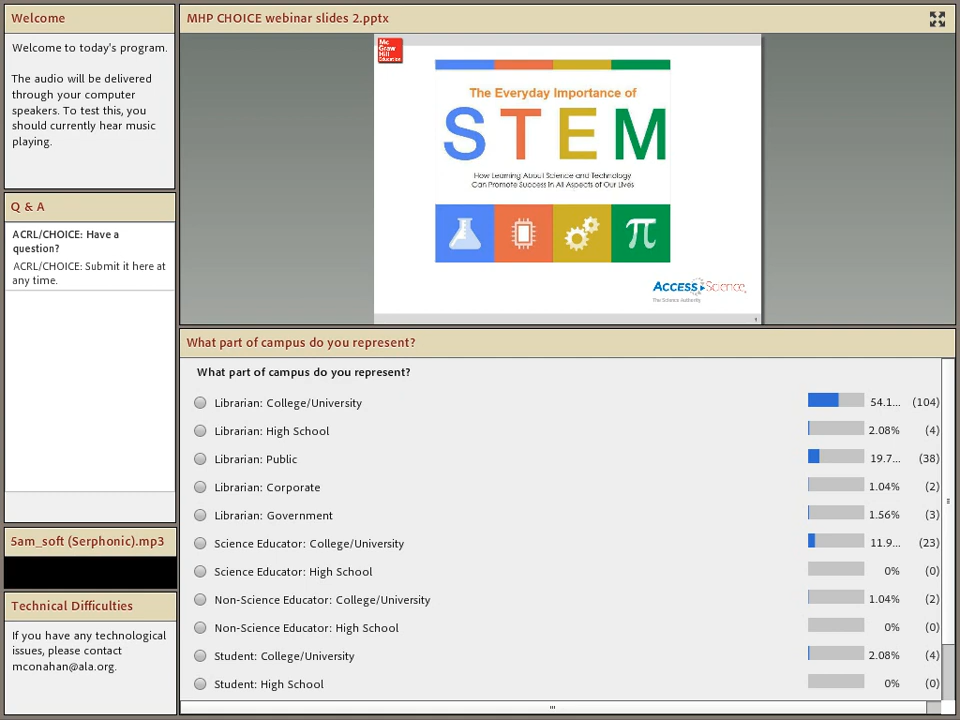 Welcome
Welcome to today's program.
The audio will be delivered
through your computer
speakers. To test this, you
should currently hear music
playing.
Q & A
ACRL/CHOICE: Have a
question?
ACRL/CHOICE: Submit it here at
any time.
5am_soft (Serphonic).mp3
Technical Difficulties
If you have any technological
issues, please contact
mconahan@ala.org.
MHP CHOICE webinar slides 2.pptx
Mc
Graw
Hill
Education
The Everyday Importance of
STEM
How Learning About Science and Technology
Can Promote Success in All Aspects of Our Lives
π
ACCESS Science
The Science Authority
What part of campus do you represent?
What part of campus do you represent?
Librarian: College/University 54.1... (104)
Librarian: High School 2.08% (4)
Librarian: Public 19.7... (38)
Librarian: Corporate 1.04% (2)
Librarian: Government 1.56% (3)
Science Educator: College/University 11.9... (23)
Science Educator: High School 0% (0)
Non-Science Educator: College/University 1.04% (2)
Non-Science Educator: High School 0% (0)
Student: College/University 2.08% (4)
Student: High School 0% (0)